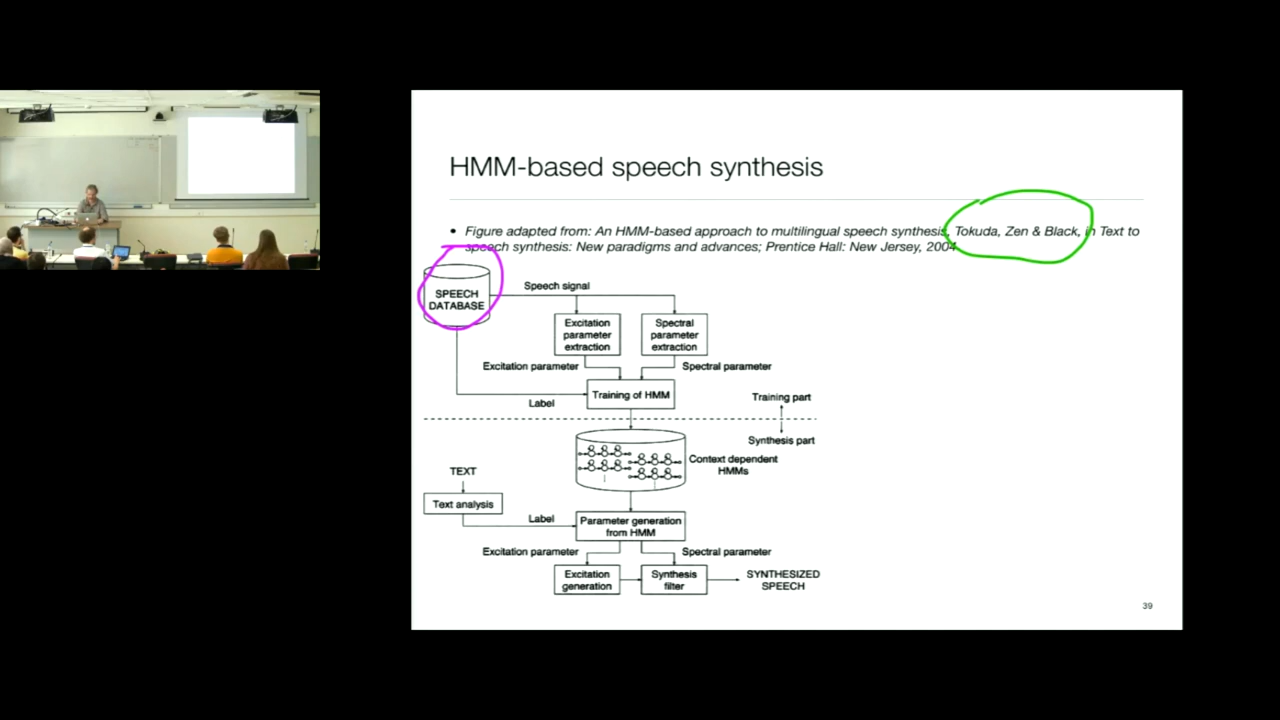 HMM-based speech synthesis
• Figure adapted from: An HMM-based approach to multilingual speech synthesis, Tokuda, Zen & Black, in Text to
speech synthesis: New paradigms and advances; Prentice Hall: New Jersey, 2004
SPEECH
DATABASE
Speech signal
Excitation
parameter
extraction
Spectral
parameter
extraction
Excitation parameter
Spectral parameter
Training of HMM
Label
Training part
Synthesis part
Context dependent
HMMs
TEXT
Text analysis
Label
Parameter generation
from HMM
Excitation parameter
Spectral parameter
Excitation
generation
Synthesis
filter
SYNTHESIZED
SPEECH
39